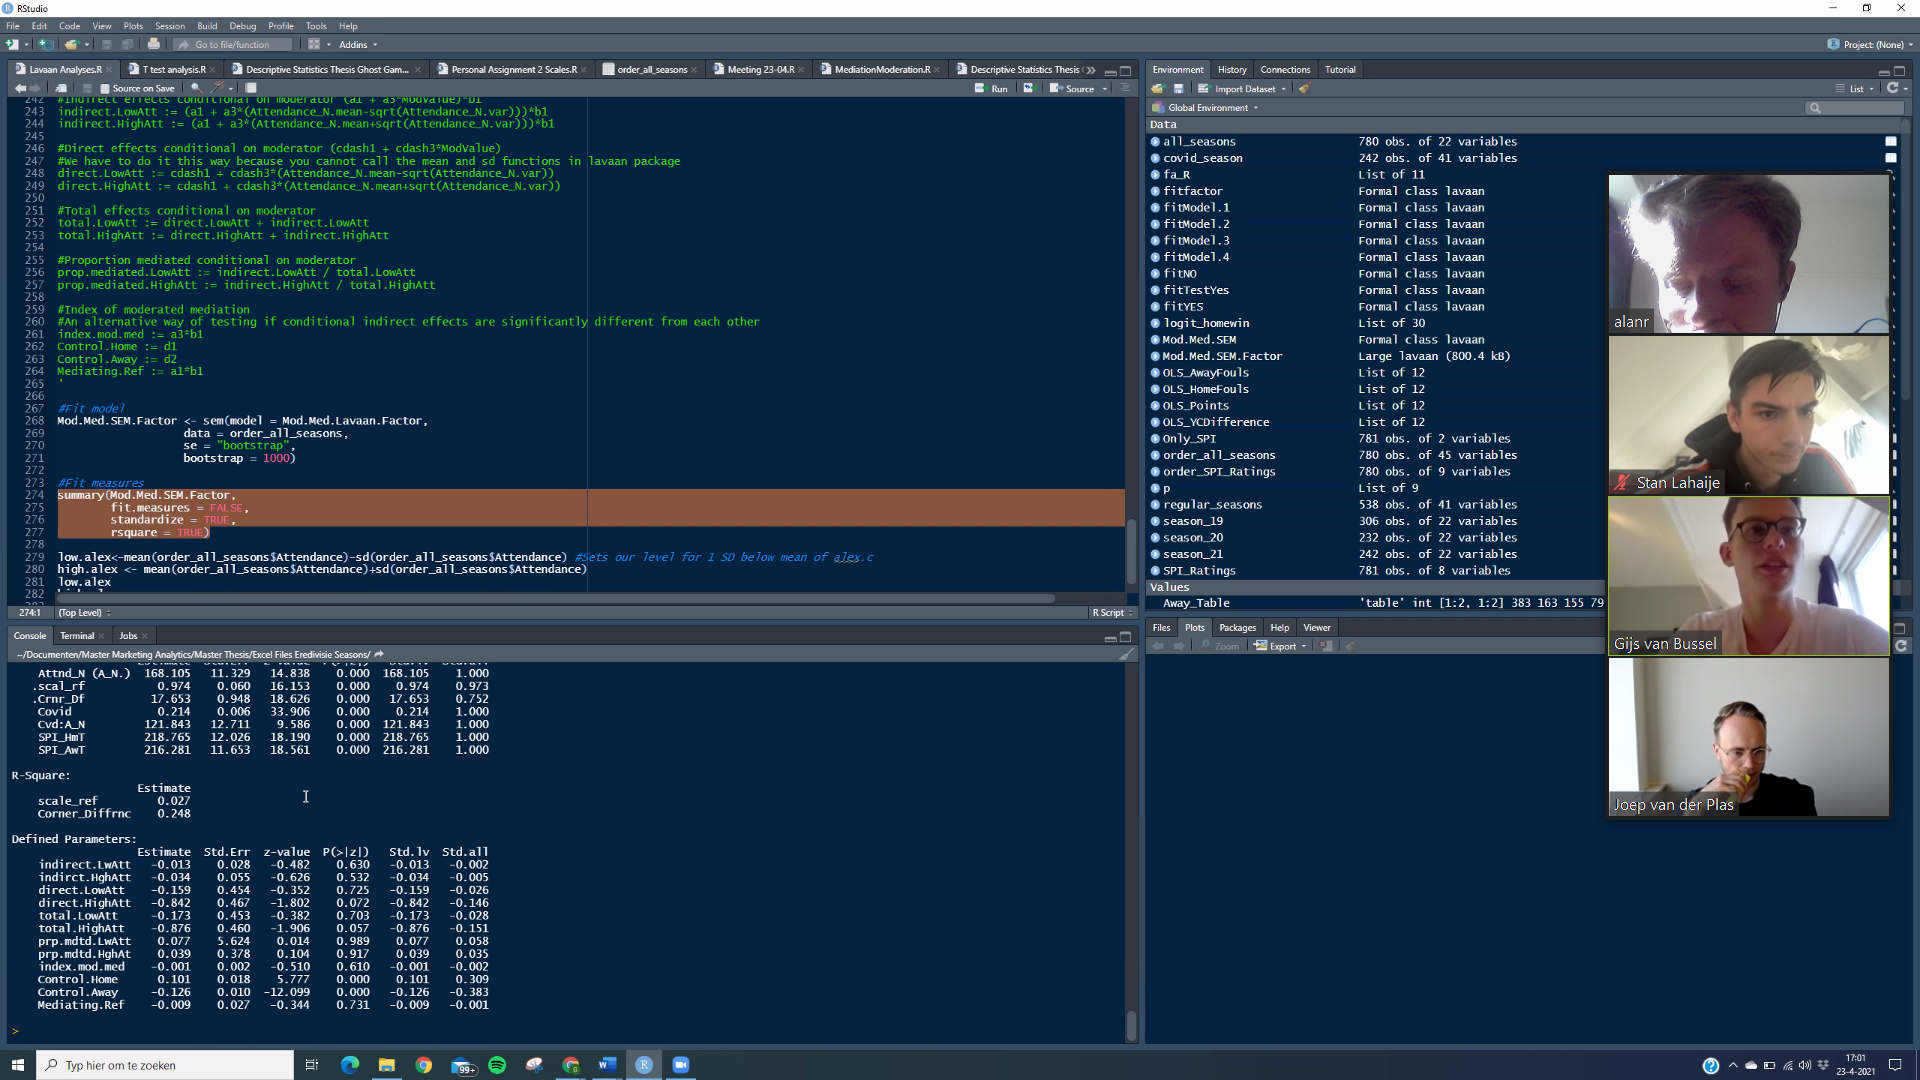 RStudio
File Edit Code View Plots Session Build Debug Profile Tools Help
Go to file/function Addins Project: (None)
Lavaan Analyses.R T test analysis.R Descriptive Statistics Thesis Ghost Gam... Personal Assignment 2 Scales.R order_all_seasons Meeting 23-04.R MediationModeration.R Descriptive Statistics Thesis
Source on Save Run Source
242 #Indirect effects conditional on moderator (a1 + a3*ModValue)*b1
243 indirect.LowAtt := (a1 + a3*(Attendance_N.mean-sqrt(Attendance_N.var)))*b1
244 indirect.HighAtt := (a1 + a3*(Attendance_N.mean+sqrt(Attendance_N.var)))*b1
245
246 #Direct effects conditional on moderator (cdash1 + cdash3*ModValue)
247 #We have to do it this way because you cannot call the mean and sd functions in lavaan package
248 direct.LowAtt := cdash1 + cdash3*(Attendance_N.mean-sqrt(Attendance_N.var))
249 direct.HighAtt := cdash1 + cdash3*(Attendance_N.mean+sqrt(Attendance_N.var))
250
251 #Total effects conditional on moderator
252 total.LowAtt := direct.LowAtt + indirect.LowAtt
253 total.HighAtt := direct.HighAtt + indirect.HighAtt
254
255 #Proportion mediated conditional on moderator
256 prop.mediated.LowAtt := indirect.LowAtt / total.LowAtt
257 prop.mediated.HighAtt := indirect.HighAtt / total.HighAtt
258
259 #Index of moderated mediation
260 #An alternative way of testing if conditional indirect effects are significantly different from each other
261 index.mod.med := a3*b1
262 Control.Home := d1
263 Control.Away := d2
264 Mediating.Ref := a1*b1
265 '
266
267 #Fit model
268 Mod.Med.SEM.Factor <- sem(model = Mod.Med.Lavaan.Factor,
269 data = order_all_seasons,
270 se = "bootstrap",
271 bootstrap = 1000)
272
273 #Fit measures
274 summary(Mod.Med.SEM.Factor,
275 fit.measures = FALSE,
276 standardize = TRUE,
277 rsquare = TRUE)
278
279 low.alex<-mean(order_all_seasons$Attendance)-sd(order_all_seasons$Attendance) #Sets our level for 1 SD below mean of alex.c
280 high.alex <- mean(order_all_seasons$Attendance)+sd(order_all_seasons$Attendance)
281 low.alex
282
274:1 (Top Level) R Script
Console Terminal Jobs
~/Documenten/Master Marketing Analytics/Master Thesis/Excel Files Eredivisie Seasons/
Estimate Std.Err z-value P(>|z|) Std.lv Std.all
Attnd_N (A_N.) 168.105 11.329 14.838 0.000 168.105 1.000
.scal_rf 0.974 0.060 16.153 0.000 0.974 0.973
.Crnr_Df 17.653 0.948 18.626 0.000 17.653 0.752
Covid 0.214 0.006 33.906 0.000 0.214 1.000
Cvd:A_N 121.843 12.711 9.586 0.000 121.843 1.000
SPI_HmT 218.765 12.026 18.190 0.000 218.765 1.000
SPI_AwT 216.281 11.653 18.561 0.000 216.281 1.000
R-Square:
Estimate
scale_ref 0.027
Corner_Diffrnc 0.248
Defined Parameters:
Estimate Std.Err z-value P(>|z|) Std.lv Std.all
indirect.LwAtt -0.013 0.028 -0.482 0.630 -0.013 -0.002
indirct.HghAtt -0.034 0.055 -0.626 0.532 -0.034 -0.005
direct.LowAtt -0.159 0.454 -0.352 0.725 -0.159 -0.026
direct.HighAtt -0.842 0.467 -1.802 0.072 -0.842 -0.146
total.LowAtt -0.173 0.453 -0.382 0.703 -0.173 -0.028
total.HighAtt -0.876 0.460 -1.906 0.057 -0.876 -0.151
prp.mdtd.LwAtt 0.077 5.624 0.014 0.989 0.077 0.058
prp.mdtd.HghAt 0.039 0.378 0.104 0.917 0.039 0.035
index.mod.med -0.001 0.002 -0.510 0.610 -0.001 -0.002
Control.Home 0.101 0.018 5.777 0.000 0.101 0.309
Control.Away -0.126 0.010 -12.099 0.000 -0.126 -0.383
Mediating.Ref -0.009 0.027 -0.344 0.731 -0.009 -0.001
>
Environment History Connections Tutorial
Import Dataset List
Global Environment
Data
all_seasons 780 obs. of 22 variables
covid_season 242 obs. of 41 variables
fa_R List of 11
fitfactor Formal class lavaan
fitModel.1 Formal class lavaan
fitModel.2 Formal class lavaan
fitModel.3 Formal class lavaan
fitModel.4 Formal class lavaan
fitNO Formal class lavaan
fitTestYes Formal class lavaan
fitYES Formal class lavaan
logit_homewin List of 30
Mod.Med.SEM Formal class lavaan
Mod.Med.SEM.Factor Large lavaan (800.4 kB)
OLS_AwayFouls List of 12
OLS_HomeFouls List of 12
OLS_Points List of 12
OLS_YCDifference List of 12
Only_SPI 781 obs. of 2 variables
order_all_seasons 780 obs. of 45 variables
order_SPI_Ratings 780 obs. of 9 variables
p List of 9
regular_seasons 538 obs. of 41 variables
season_19 306 obs. of 22 variables
season_20 232 obs. of 22 variables
season_21 242 obs. of 22 variables
SPI_Ratings 781 obs. of 8 variables
Values
Away_Table 'table' int [1:2, 1:2] 383 163 155 79
Files Plots Packages Help Viewer
Zoom Export
alanr
Stan Lahaije
Gijs van Bussel
Joep van der Plas
Typ hier om te zoeken
99+
17:01
23-4-2021